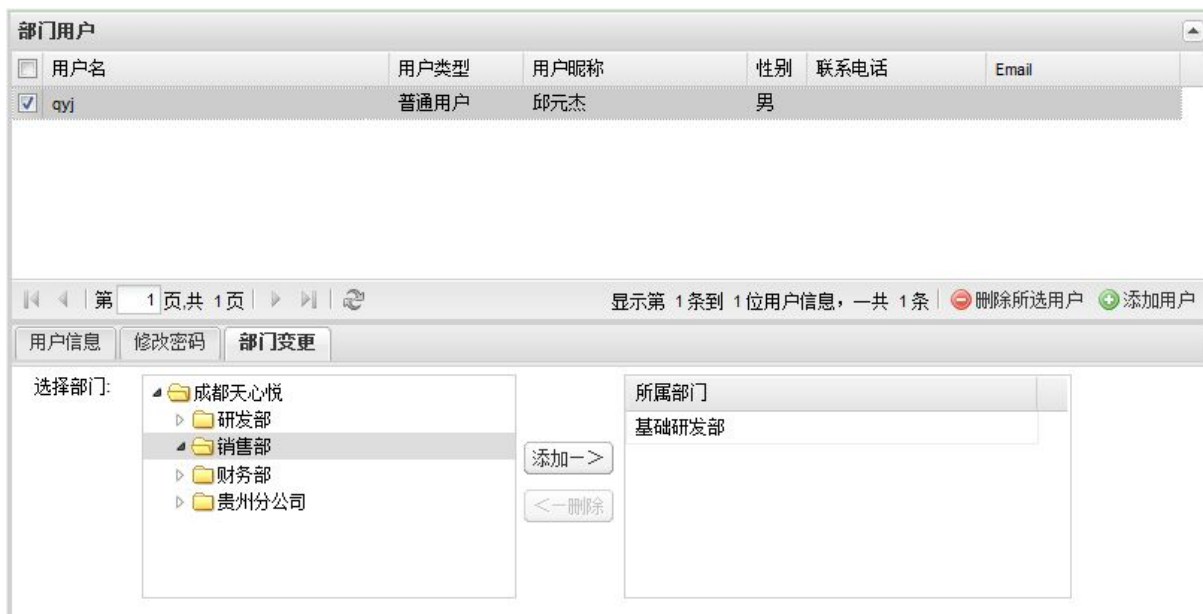 部门用户
用户名 用户类型 用户昵称 性别 联系电话 Email
qyj 普通用户 邱元杰 男
第 1 页,共 1页 显示第 1条到 1位用户信息，一共 1条 删除所选用户 添加用户
用户信息 修改密码 部门变更
选择部门:
成都天心悦
研发部
销售部
财务部
贵州分公司
添加－＞
＜－删除
所属部门
基础研发部